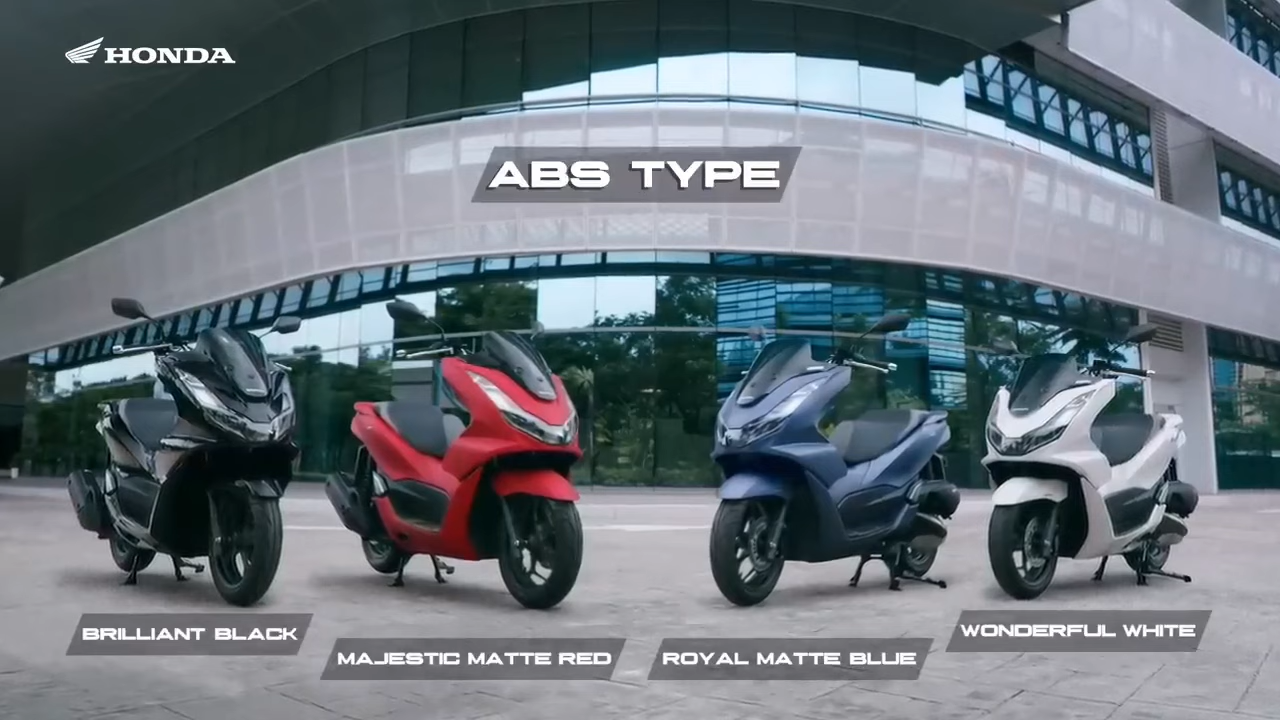 HONDA
ABS TYPE
BRILLIANT BLACK
MAJESTIC MATTE RED
ROYAL MATTE BLUE
WONDERFUL WHITE